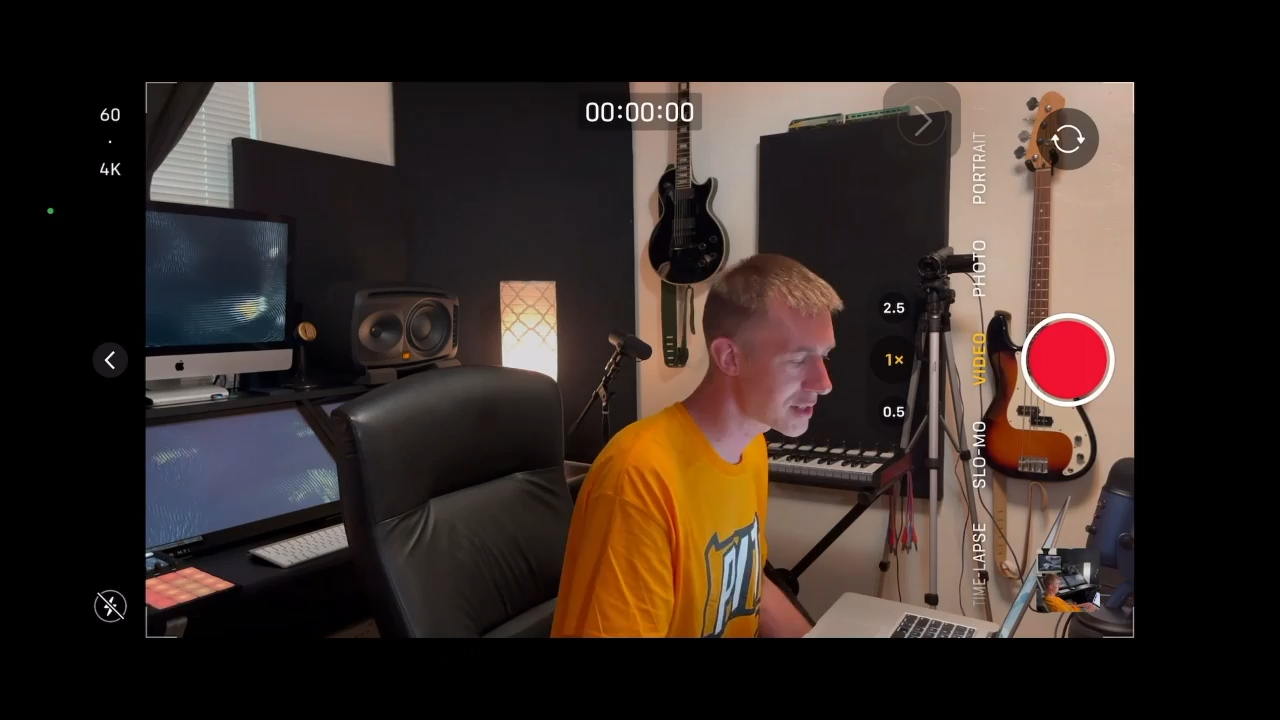 60
4K
00:00:00
PORTRAIT
PHOTO
VIDEO
SLO-MO
TIME-LAPSE
2.5
1×
0.5